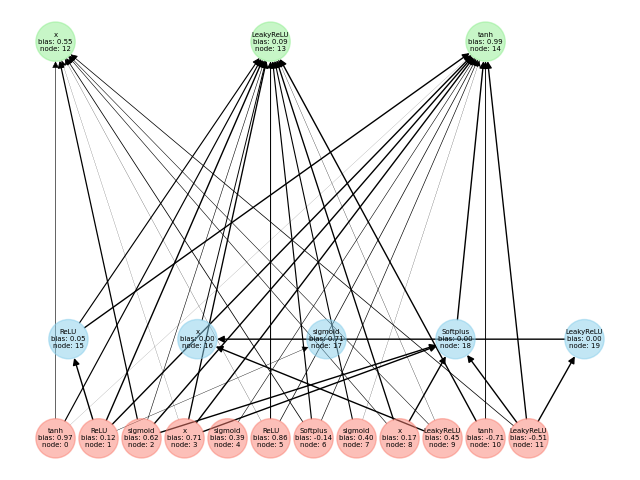 x
bias: 0.55
node: 12
LeakyReLU
bias: 0.09
node: 13
tanh
bias: 0.99
node: 14
ReLU
bias: 0.05
node: 15
x
bias: 0.00
node: 16
sigmoid
bias: 0.71
node: 17
Softplus
bias: 0.00
node: 18
LeakyReLU
bias: 0.00
node: 19
tanh
bias: 0.97
node: 0
ReLU
bias: 0.12
node: 1
sigmoid
bias: 0.62
node: 2
x
bias: 0.71
node: 3
sigmoid
bias: 0.39
node: 4
ReLU
bias: 0.86
node: 5
Softplus
bias: -0.14
node: 6
sigmoid
bias: 0.40
node: 7
x
bias: 0.17
node: 8
LeakyReLU
bias: 0.45
node: 9
tanh
bias: -0.71
node: 10
LeakyReLU
bias: -0.51
node: 11